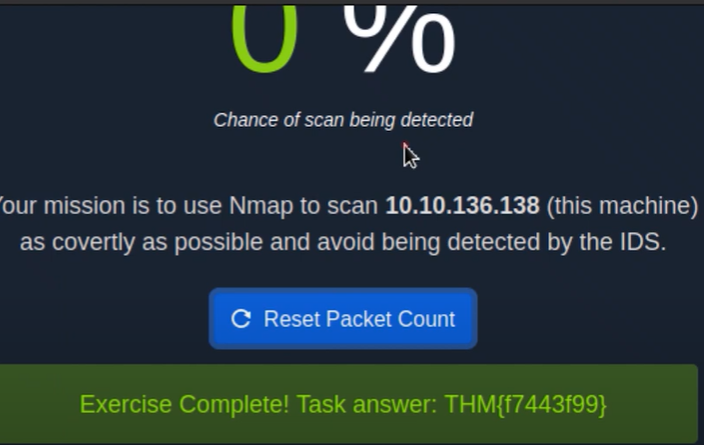 0 %
Chance of scan being detected
Your mission is to use Nmap to scan 10.10.136.138 (this machine)
as covertly as possible and avoid being detected by the IDS.
Reset Packet Count
Exercise Complete! Task answer: THM{f7443f99}